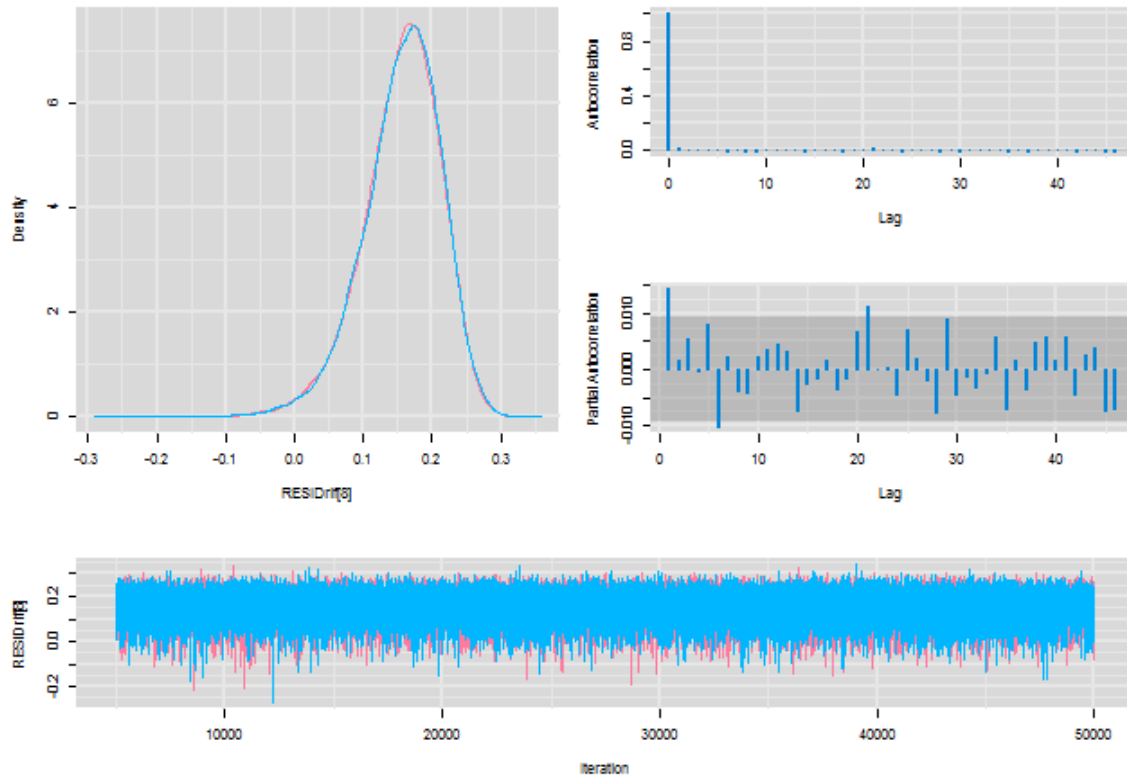 Density
0 2 4 6
-0.3 -0.2 -0.1 0.0 0.1 0.2 0.3
RESIDrif[8]
Autocorrelation
0.0 0.4 0.8
0 10 20 30 40
Lag
Partial Autocorrelation
-0.010 0.000 0.010
0 10 20 30 40
Lag
RESIDrif[8]
-0.2 0.0 0.2
10000 20000 30000 40000 50000
Iteration